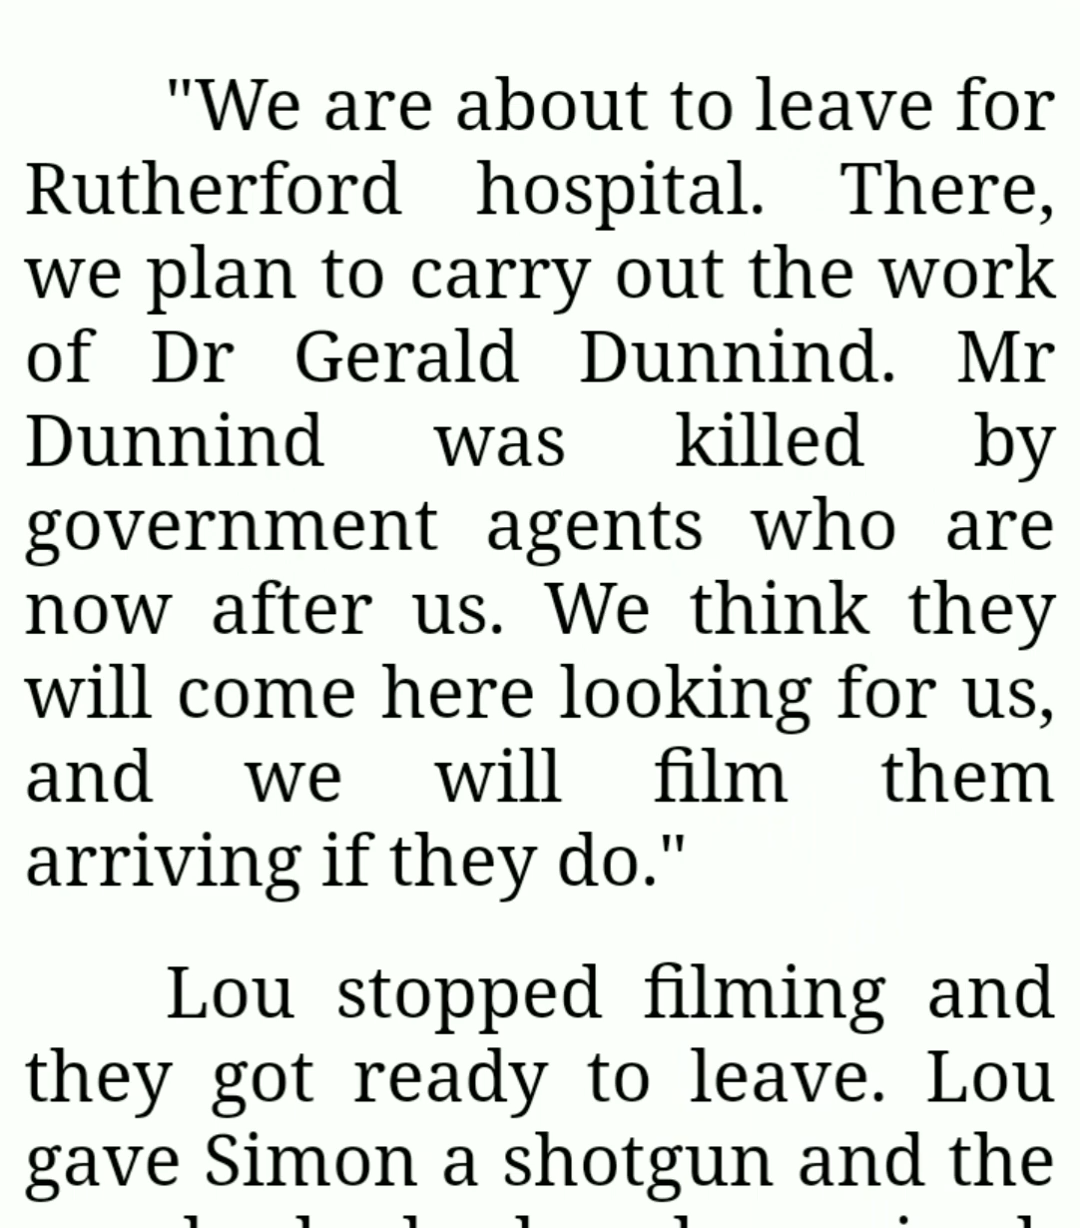 "We are about to leave for
Rutherford hospital. There,
we plan to carry out the work
of Dr Gerald Dunnind. Mr
Dunnind was killed by
government agents who are
now after us. We think they
will come here looking for us,
and we will film them
arriving if they do."
Lou stopped filming and
they got ready to leave. Lou
gave Simon a shotgun and the